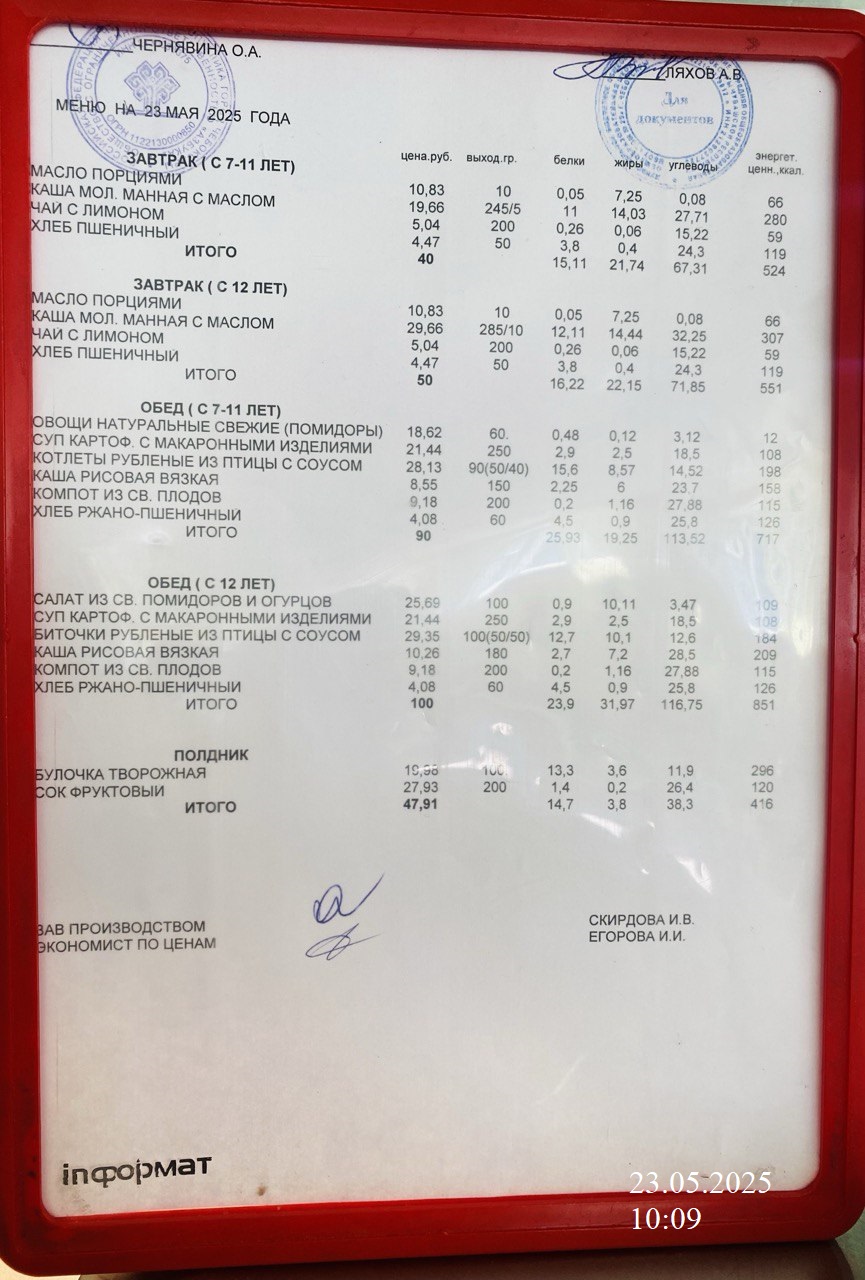 ЧЕРНЯВИНА О.А.
ЛЯХОВ А.В.
Для
документов
МЕНЮ НА 23 МАЯ 2025 ГОДА
ЗАВТРАК ( С 7-11 ЛЕТ) цена.руб. выход.гр. белки жиры углеводы энергет. ценн.,ккал.
МАСЛО ПОРЦИЯМИ 10,83 10 0,05 7,25 0,08 66
КАША МОЛ. МАННАЯ С МАСЛОМ 19,66 245/5 11 14,03 27,71 280
ЧАЙ С ЛИМОНОМ 5,04 200 0,26 0,06 15,22 59
ХЛЕБ ПШЕНИЧНЫЙ 4,47 50 3,8 0,4 24,3 119
ИТОГО 40 15,11 21,74 67,31 524
ЗАВТРАК ( С 12 ЛЕТ)
МАСЛО ПОРЦИЯМИ 10,83 10 0,05 7,25 0,08 66
КАША МОЛ. МАННАЯ С МАСЛОМ 29,66 285/10 12,11 14,44 32,25 307
ЧАЙ С ЛИМОНОМ 5,04 200 0,26 0,06 15,22 59
ХЛЕБ ПШЕНИЧНЫЙ 4,47 50 3,8 0,4 24,3 119
ИТОГО 50 16,22 22,15 71,85 551
ОБЕД ( С 7-11 ЛЕТ)
ОВОЩИ НАТУРАЛЬНЫЕ СВЕЖИЕ (ПОМИДОРЫ) 18,62 60. 0,48 0,12 3,12 12
СУП КАРТОФ. С МАКАРОННЫМИ ИЗДЕЛИЯМИ 21,44 250 2,9 2,5 18,5 108
КОТЛЕТЫ РУБЛЕНЫЕ ИЗ ПТИЦЫ С СОУСОМ 28,13 90(50/40) 15,6 8,57 14,52 198
КАША РИСОВАЯ ВЯЗКАЯ 8,55 150 2,25 6 23,7 158
КОМПОТ ИЗ СВ. ПЛОДОВ 9,18 200 0,2 1,16 27,88 115
ХЛЕБ РЖАНО-ПШЕНИЧНЫЙ 4,08 60 4,5 0,9 25,8 126
ИТОГО 90 25,93 19,25 113,52 717
ОБЕД ( С 12 ЛЕТ)
САЛАТ ИЗ СВ. ПОМИДОРОВ И ОГУРЦОВ 25,69 100 0,9 10,11 3,47 109
СУП КАРТОФ. С МАКАРОННЫМИ ИЗДЕЛИЯМИ 21,44 250 2,9 2,5 18,5 108
БИТОЧКИ РУБЛЕНЫЕ ИЗ ПТИЦЫ С СОУСОМ 29,35 100(50/50) 12,7 10,1 12,6 184
КАША РИСОВАЯ ВЯЗКАЯ 10,26 180 2,7 7,2 28,5 209
КОМПОТ ИЗ СВ. ПЛОДОВ 9,18 200 0,2 1,16 27,88 115
ХЛЕБ РЖАНО-ПШЕНИЧНЫЙ 4,08 60 4,5 0,9 25,8 126
ИТОГО 100 23,9 31,97 116,75 851
ПОЛДНИК
БУЛОЧКА ТВОРОЖНАЯ 19,98 100 13,3 3,6 11,9 296
СОК ФРУКТОВЫЙ 27,93 200 1,4 0,2 26,4 120
ИТОГО 47,91 14,7 3,8 38,3 416
ЗАВ ПРОИЗВОДСТВОМ СКИРДОВА И.В.
ЭКОНОМИСТ ПО ЦЕНАМ ЕГОРОВА И.И.
inформат
23.05.2025
10:09